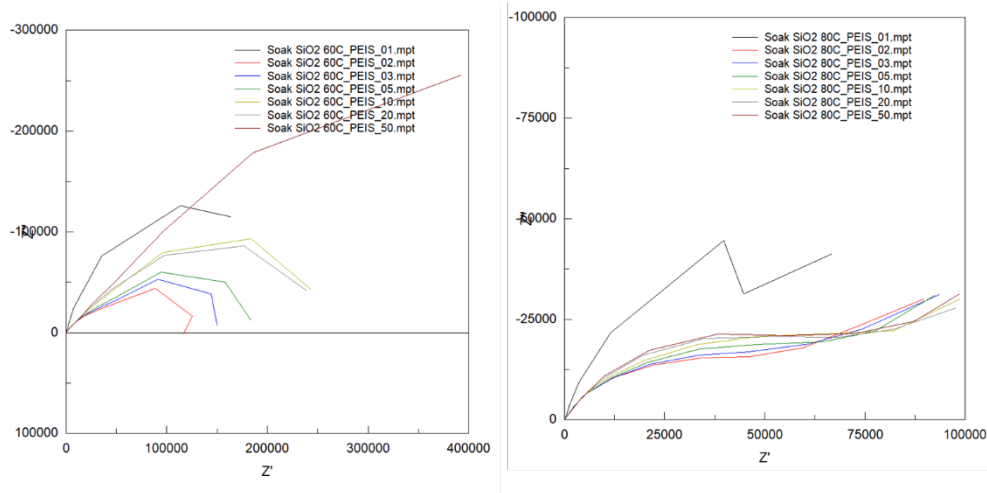 -300000
Soak SiO2 60C_PEIS_01.mpt
Soak SiO2 60C_PEIS_02.mpt
Soak SiO2 60C_PEIS_03.mpt
Soak SiO2 60C_PEIS_05.mpt
Soak SiO2 60C_PEIS_10.mpt
Soak SiO2 60C_PEIS_20.mpt
Soak SiO2 60C_PEIS_50.mpt
-200000
-100000
0
100000
0
100000
200000
300000
400000
Z'
-100000
Soak SiO2 80C_PEIS_01.mpt
Soak SiO2 80C_PEIS_02.mpt
Soak SiO2 80C_PEIS_03.mpt
Soak SiO2 80C_PEIS_05.mpt
Soak SiO2 80C_PEIS_10.mpt
Soak SiO2 80C_PEIS_20.mpt
Soak SiO2 80C_PEIS_50.mpt
-75000
-50000
-25000
0
0
25000
50000
75000
100000
Z'